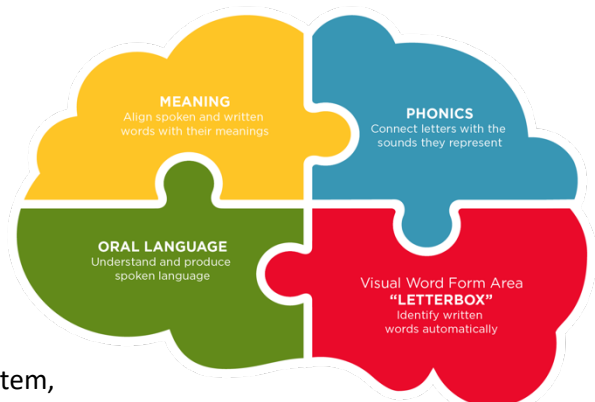 MEANING
Align spoken and written
words with their meanings
PHONICS
Connect letters with the
sounds they represent
ORAL LANGUAGE
Understand and produce
spoken language
Visual Word Form Area
“LETTERBOX”
Identify written
words automatically
tem,